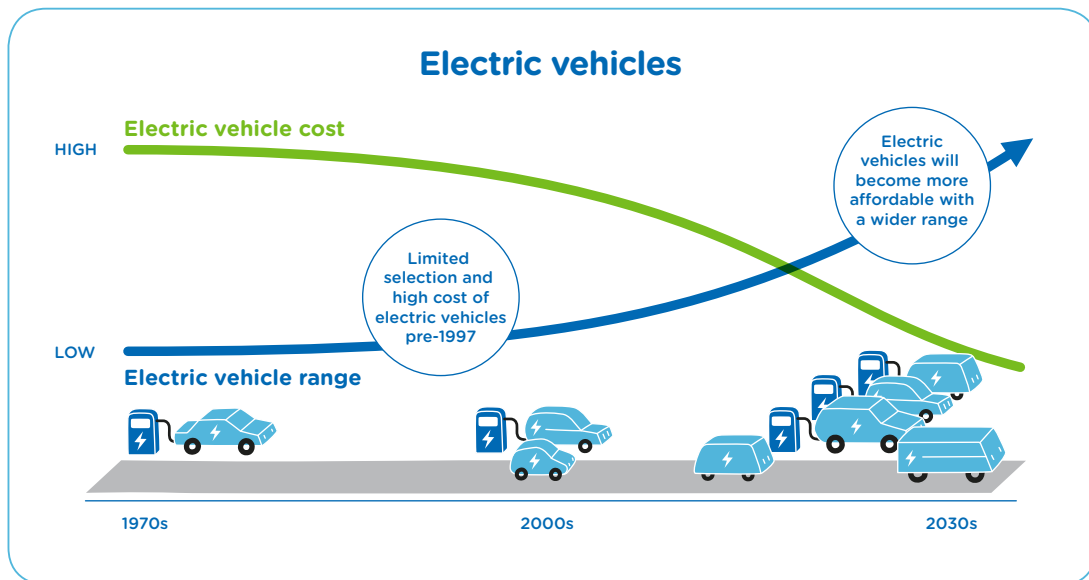 Electric vehicles
Electric vehicle cost
HIGH
Electric
vehicles will
become more
affordable with
a wider range
Limited
selection and
high cost of
electric vehicles
pre-1997
LOW
Electric vehicle range
1970s
2000s
2030s